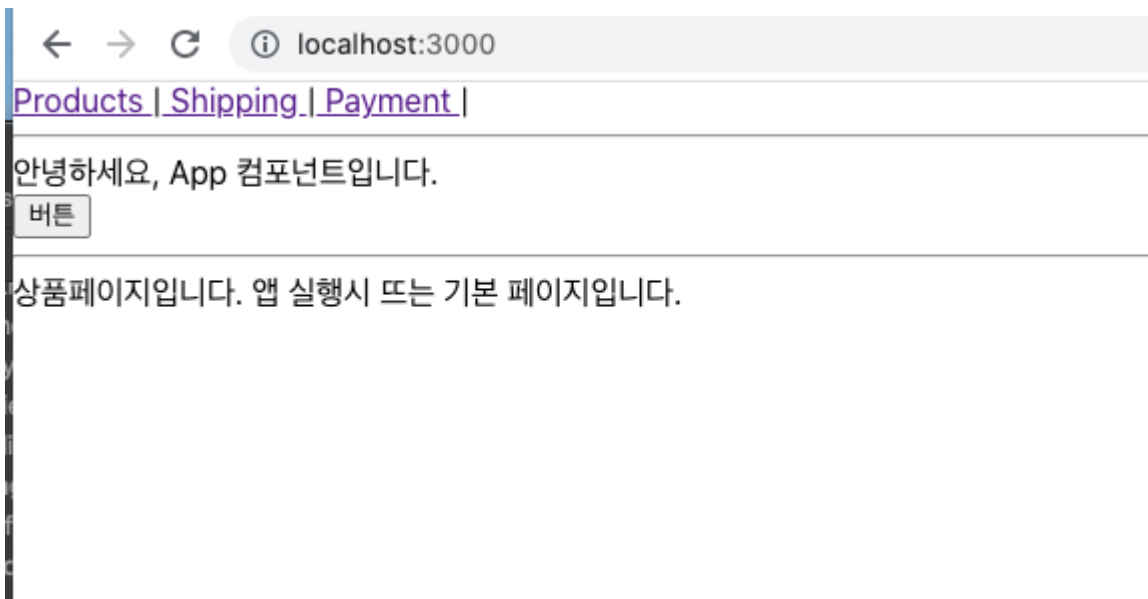 localhost:3000
Products | Shipping | Payment |
안녕하세요, App 컴포넌트입니다.
버튼
상품페이지입니다. 앱 실행시 뜨는 기본 페이지입니다.